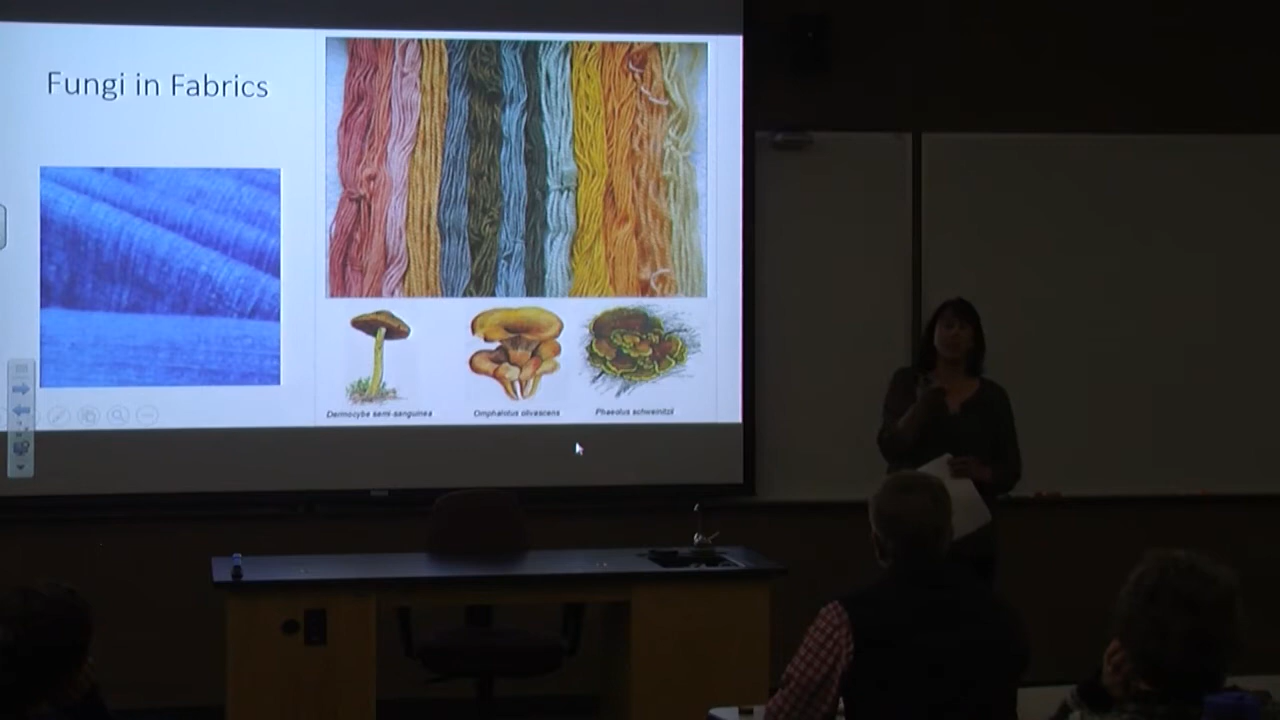 Fungi in Fabrics
Dermocybe semi-sanguinea
Omphalotus olivascens
Phaeolus schweinitzii